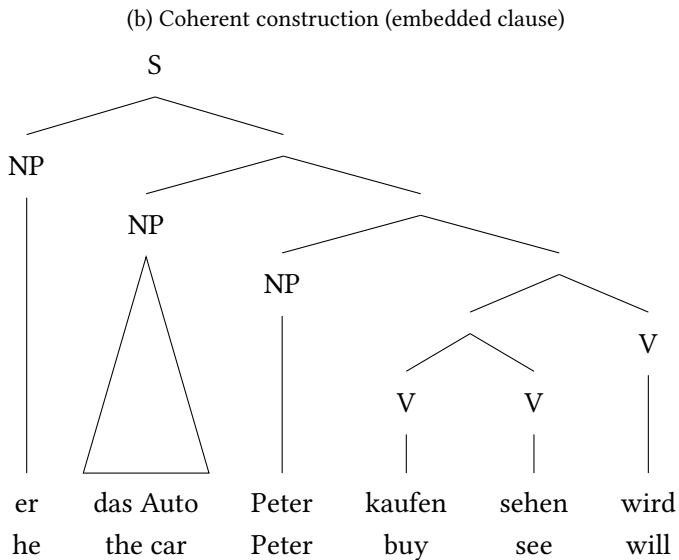 (b) Coherent construction (embedded clause)
S
NP
NP
NP
V
V V
er das Auto Peter kaufen sehen wird
he the car Peter buy see will